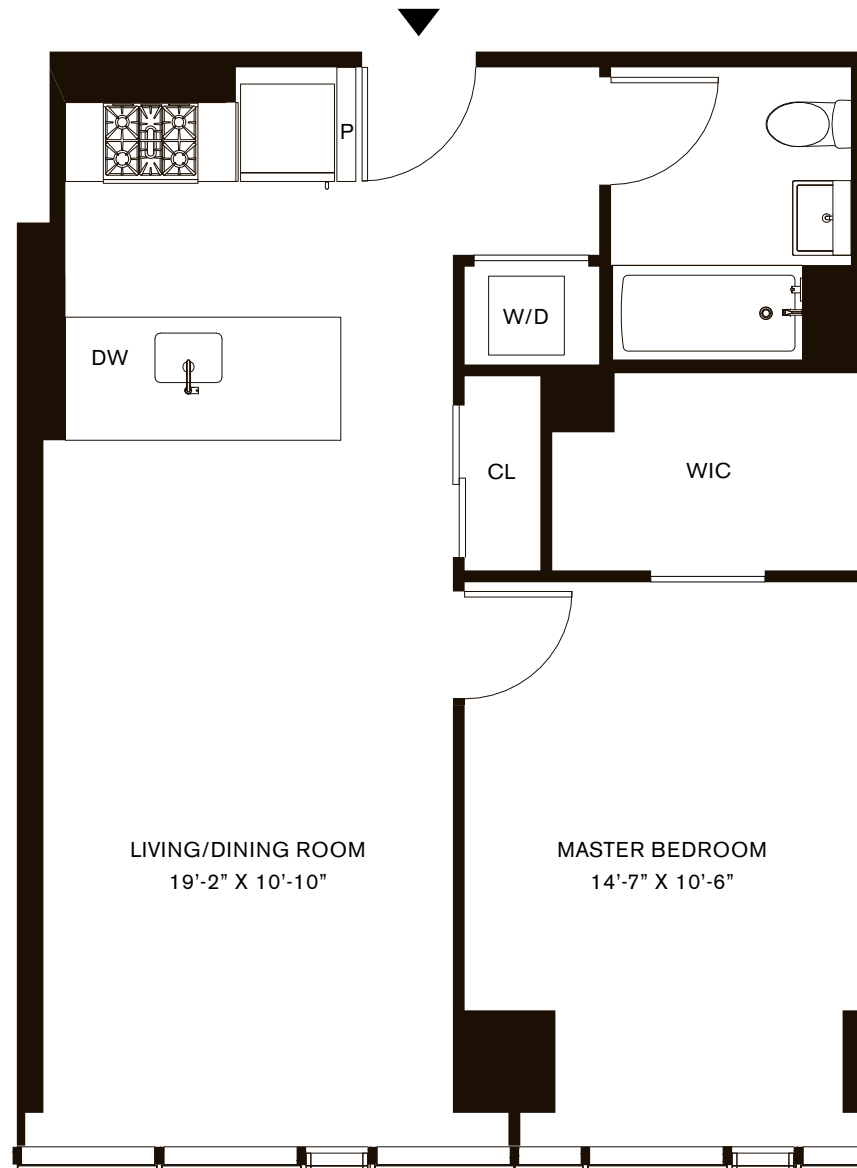 P
W/D
DW
CL
WIC
LIVING/DINING ROOM
19'-2" X 10'-10"
MASTER BEDROOM
14'-7" X 10'-6"